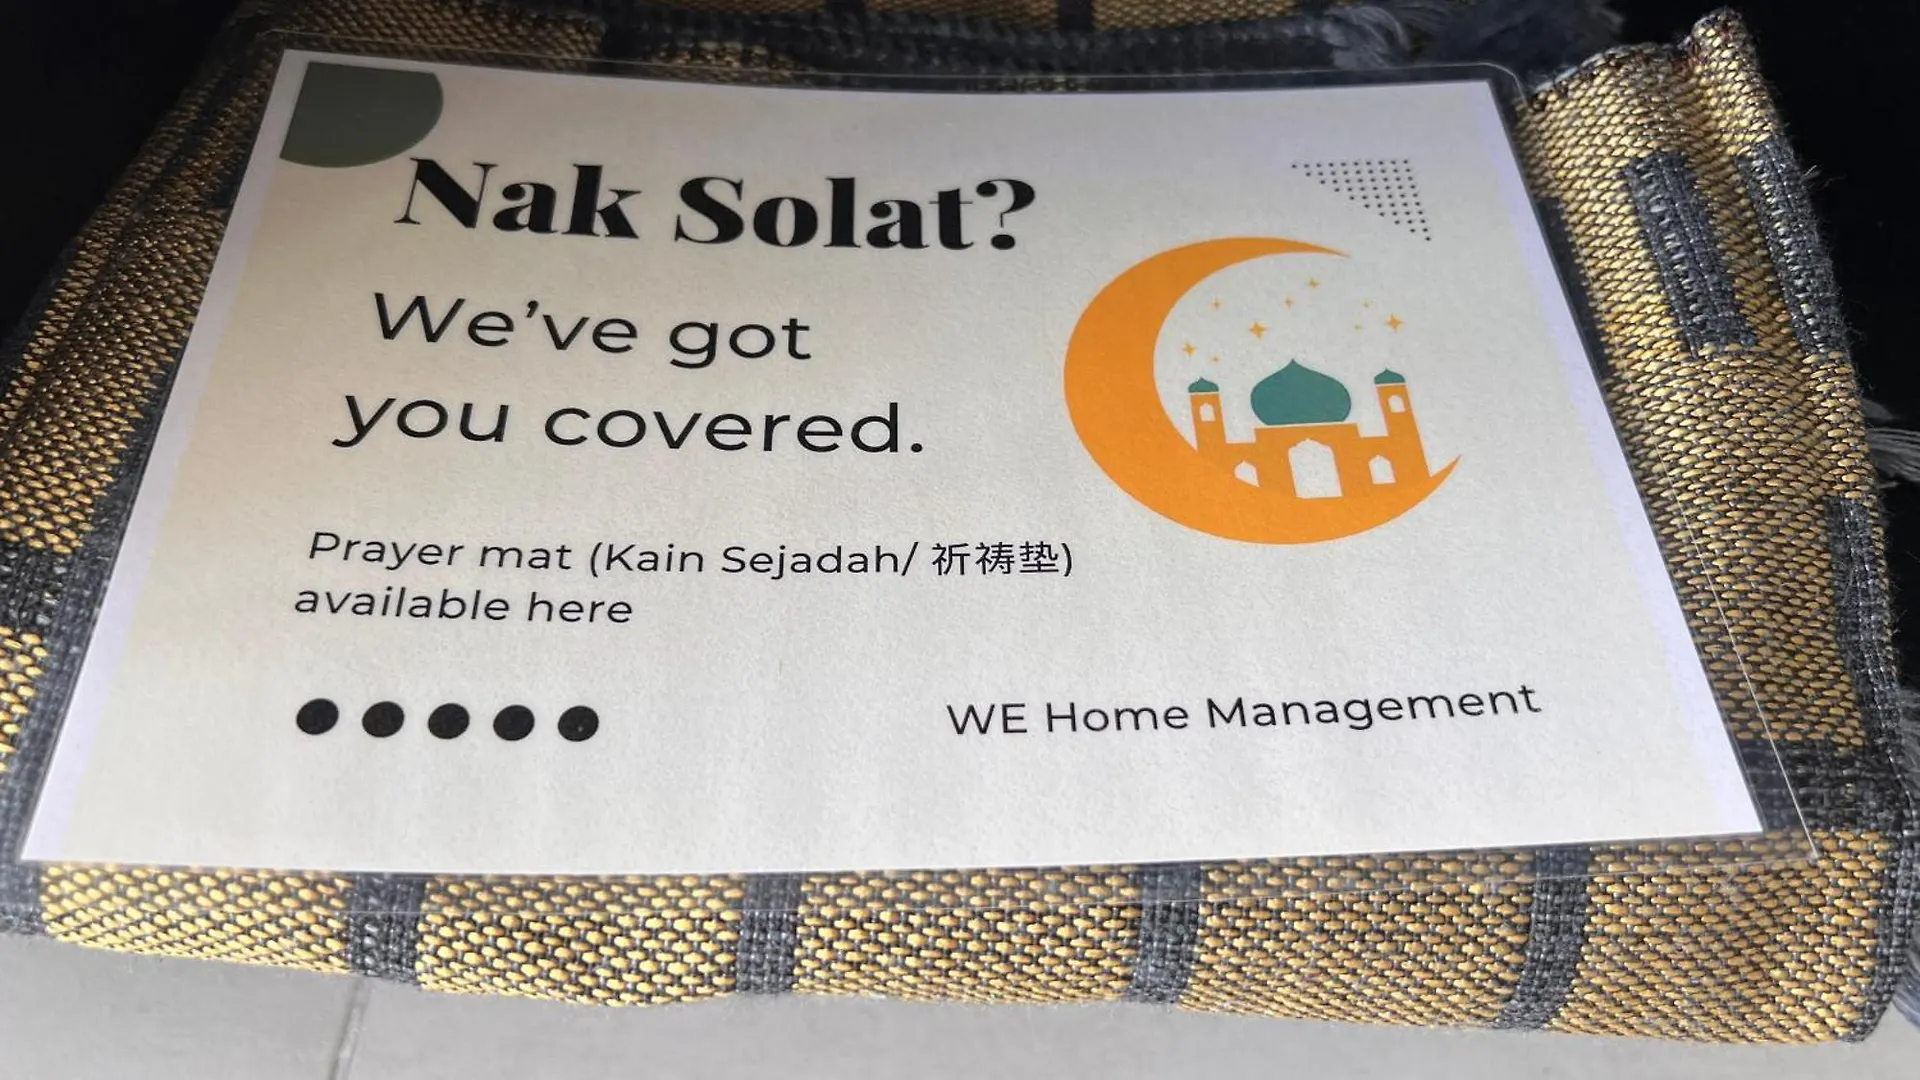 Nak Solat?
We've got
you covered.
Prayer mat (Kain Sejadah/ 祈祷垫)
available here
WE Home Management